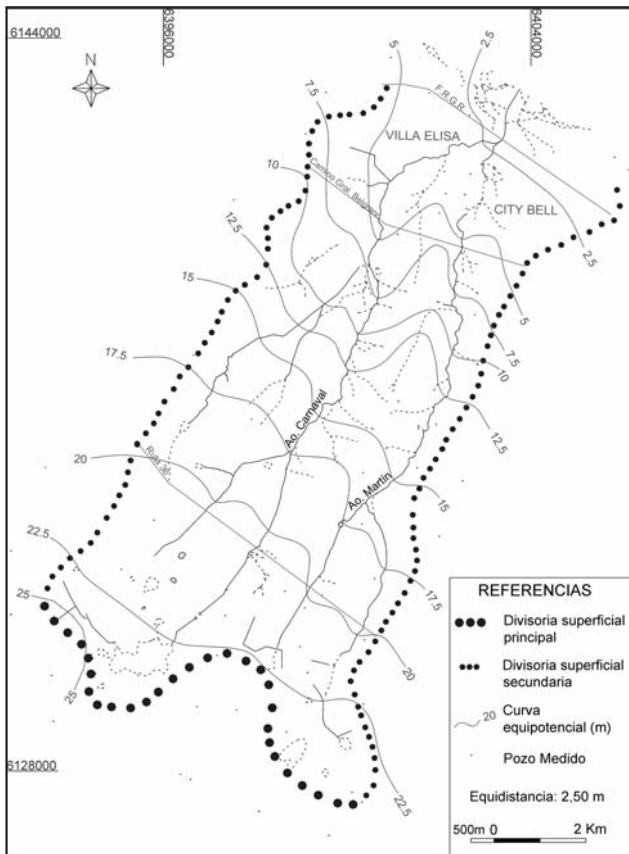 6144000
6396000
6404000
N
5
2.5
7.5
F.R.G.R.
VILLA ELISA
10
Camino Gral. Belgrano
12.5
CITY BELL
2.5
15
5
7.5
17.5
10
Ao. Carnaval
12.5
Ruta 36
20
Ao. Martín
15
22.5
17.5
25
20
25
22.5
6128000
REFERENCIAS
Divisoria superficial
principal
Divisoria superficial
secundaria
20 Curva
equipotencial (m)
Pozo Medido
Equidistancia: 2,50 m
500m 0 2 Km